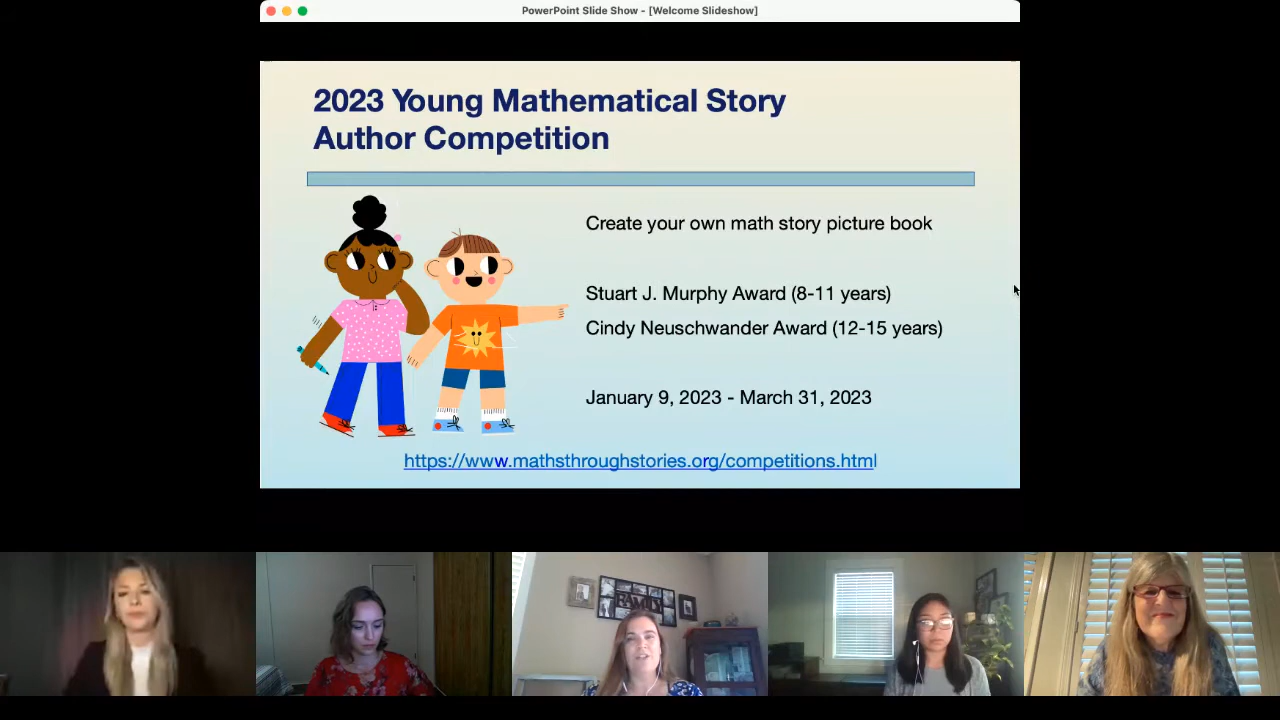 PowerPoint Slide Show - [Welcome Slideshow]
2023 Young Mathematical Story
Author Competition
Create your own math story picture book
Stuart J. Murphy Award (8-11 years)
Cindy Neuschwander Award (12-15 years)
January 9, 2023 - March 31, 2023
https://www.mathsthroughstories.org/competitions.html
FAMILY